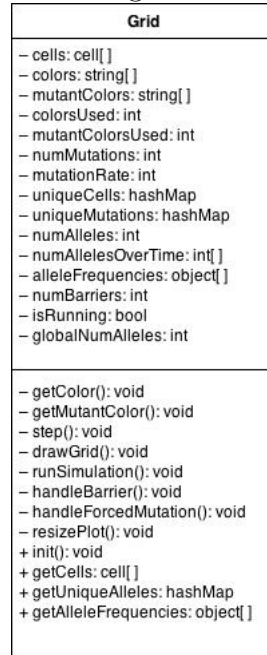 Grid
– cells: cell[ ]
– colors: string[ ]
– mutantColors: string[ ]
– colorsUsed: int
– mutantColorsUsed: int
– numMutations: int
– mutationRate: int
– uniqueCells: hashMap
– uniqueMutations: hashMap
– numAlleles: int
– numAllelesOverTime: int[ ]
– alleleFrequencies: object[ ]
– numBarriers: int
– isRunning: bool
– globalNumAlleles: int
– getColor(): void
– getMutantColor(): void
– step(): void
– drawGrid(): void
– runSimulation(): void
– handleBarrier(): void
– handleForcedMutation(): void
– resizePlot(): void
+ init(): void
+ getCells: cell[ ]
+ getUniqueAlleles: hashMap
+ getAlleleFrequencies: object[ ]